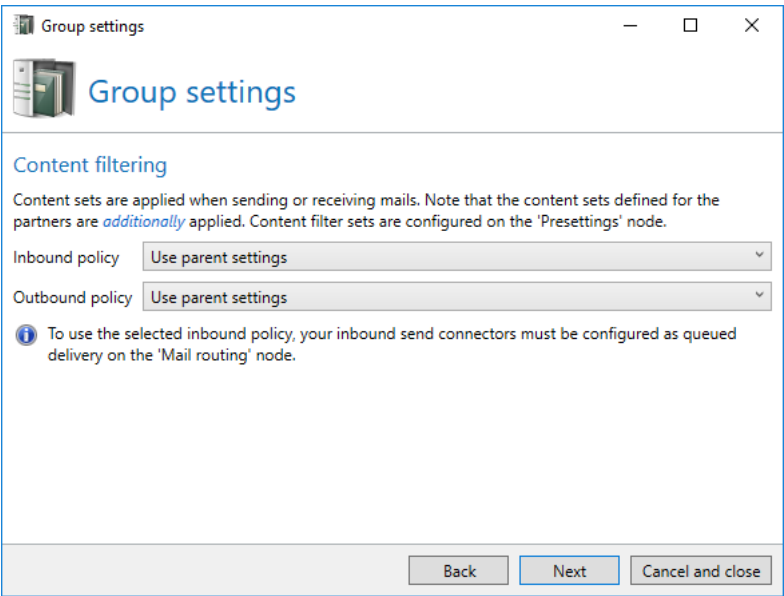 Group settings
Group settings
Content filtering
Content sets are applied when sending or receiving mails. Note that the content sets defined for the
partners are additionally applied. Content filter sets are configured on the 'Presettings' node.
Inbound policy Use parent settings
Outbound policy Use parent settings
To use the selected inbound policy, your inbound send connectors must be configured as queued
delivery on the 'Mail routing' node.
Back Next Cancel and close